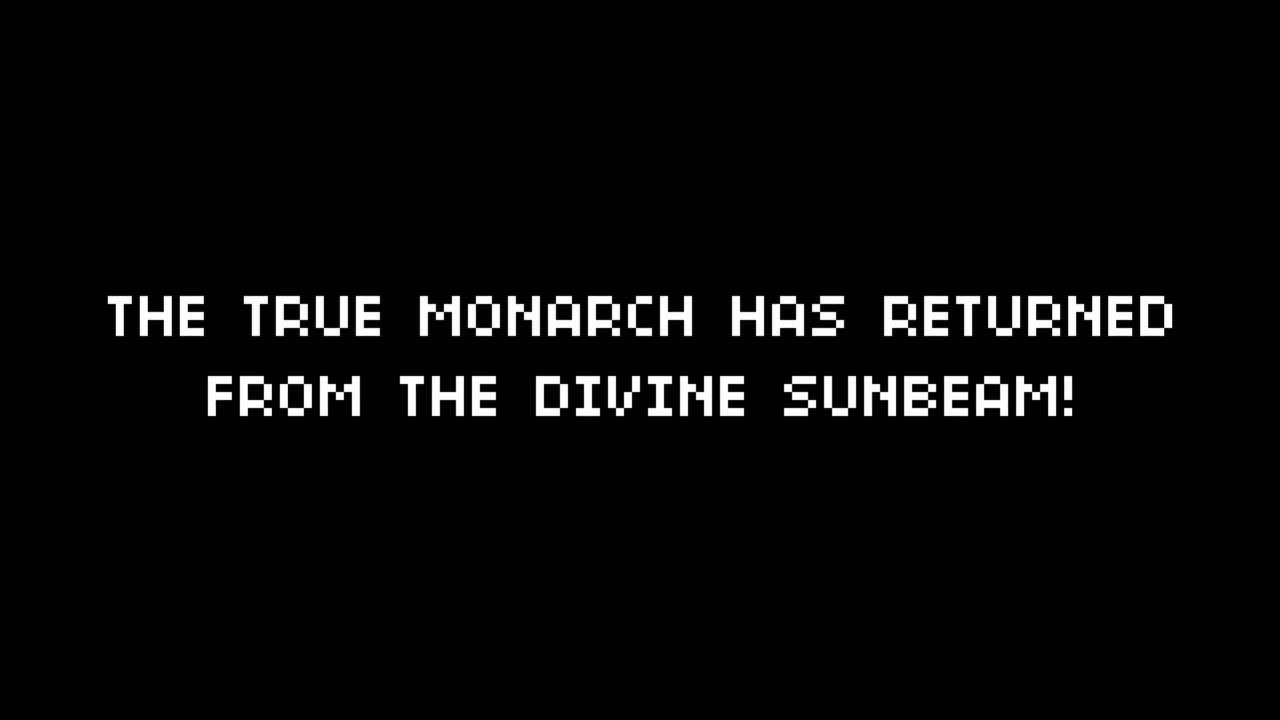 THE TRUE MONARCH HAS RETURNED
FROM THE DIVINE SUNBEAM!